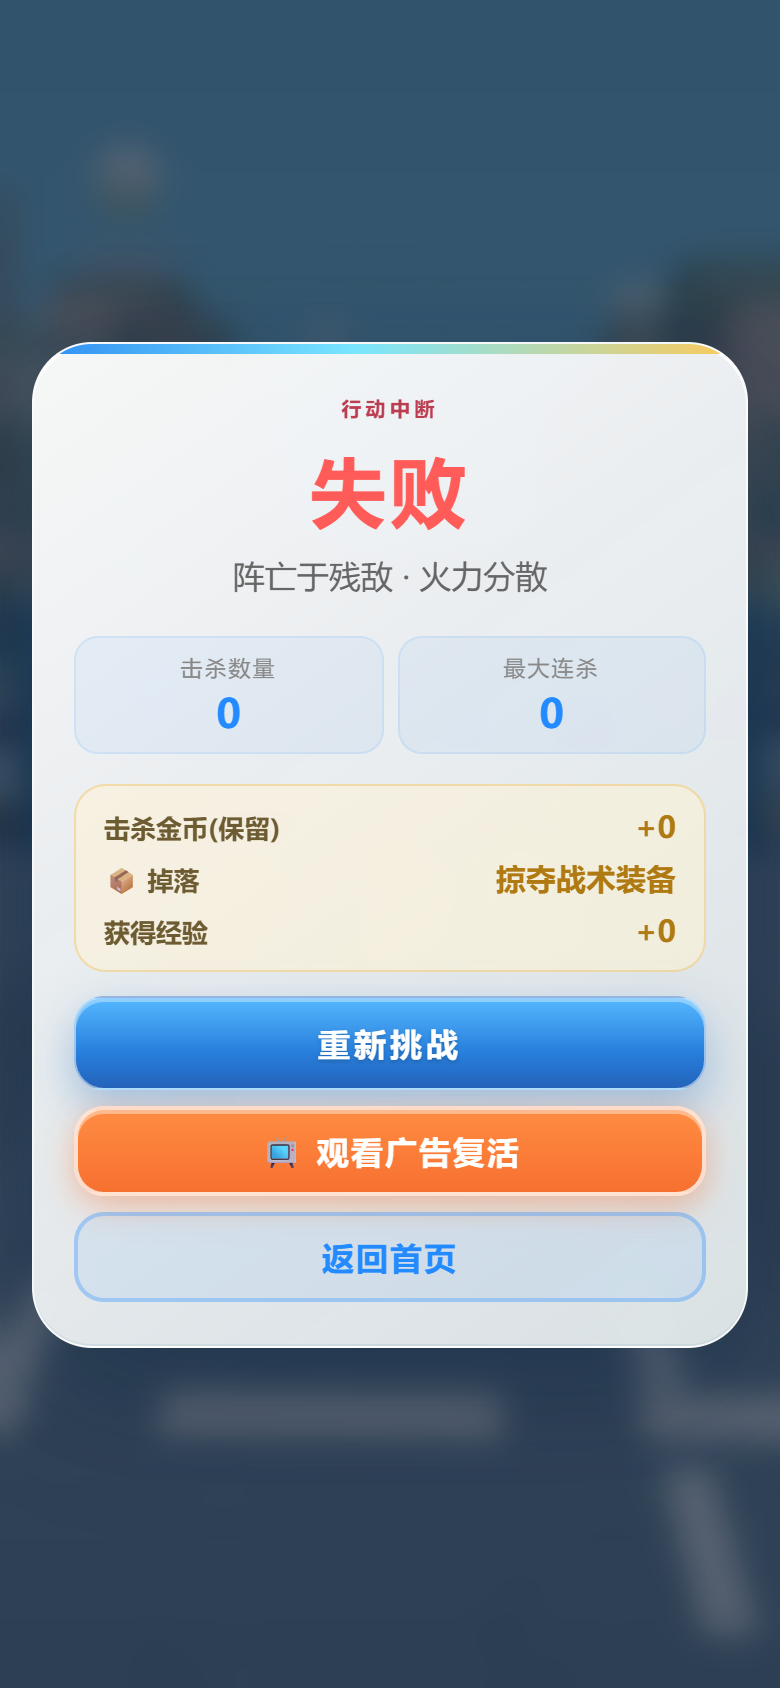 行动中断
失败
阵亡于残敌 · 火力分散
击杀数量
0
最大连杀
0
击杀金币(保留) +0
掉落 掠夺战术装备
获得经验 +0
重新挑战
观看广告复活
返回首页